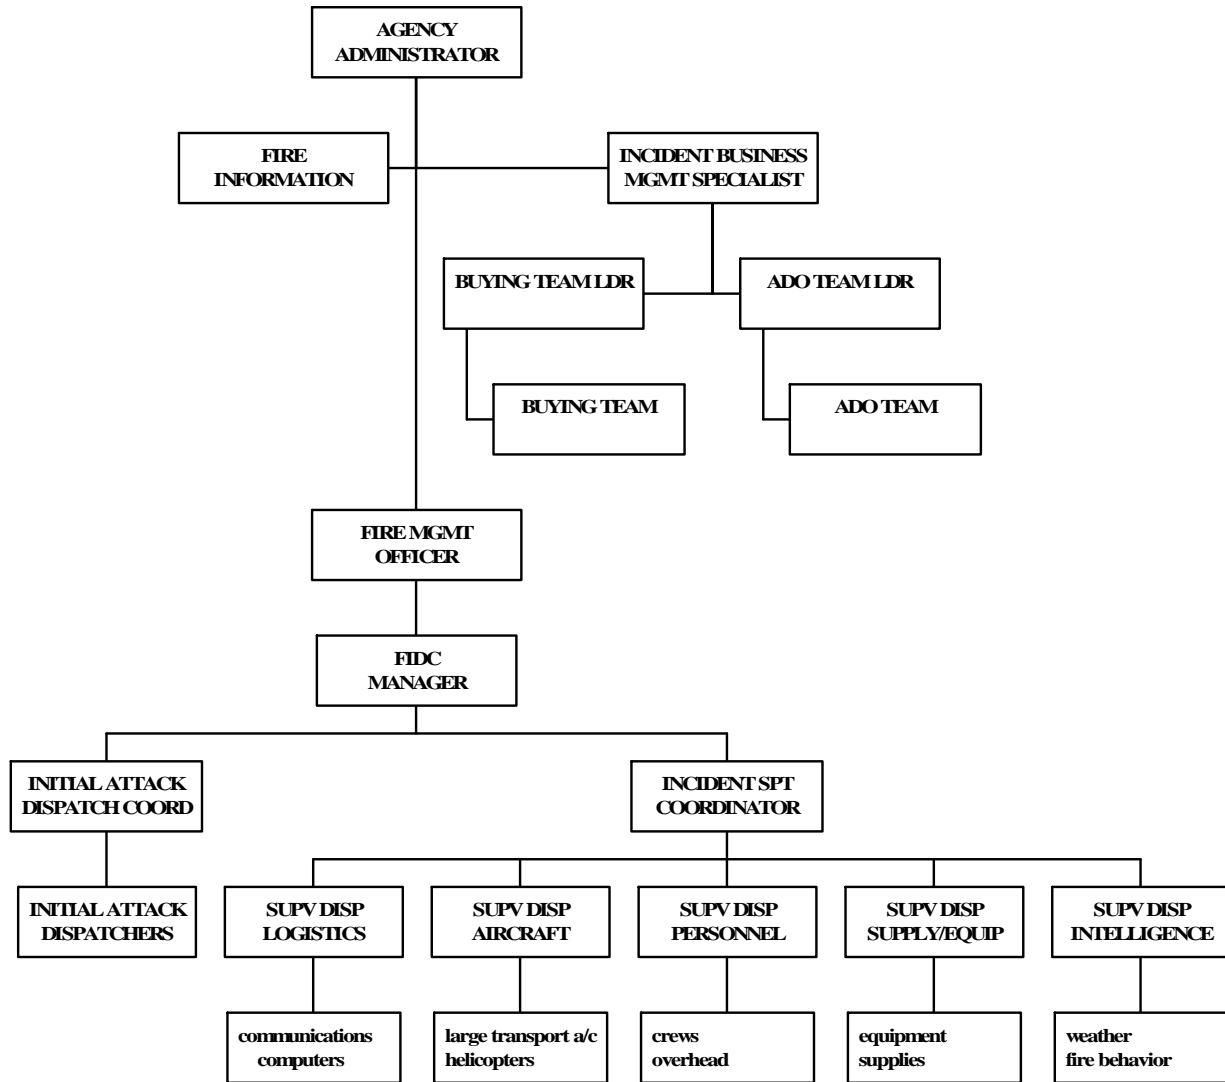 AGENCY
ADMINISTRATOR
FIRE
INFORMATION
INCIDENT BUSINESS
MGMT SPECIALIST
BUYING TEAM LDR
ADO TEAM LDR
BUYING TEAM
ADO TEAM
FIRE MGMT
OFFICER
FIDC
MANAGER
INITIAL ATTACK
DISPATCH COORD
INCIDENT SPT
COORDINATOR
INITIAL ATTACK
DISPATCHERS
SUPV DISP
LOGISTICS
SUPV DISP
AIRCRAFT
SUPV DISP
PERSONNEL
SUPV DISP
SUPPLY/EQUIP
SUPV DISP
INTELLIGENCE
communications
computers
large transport a/c
helicopters
crews
overhead
equipment
supplies
weather
fire behavior